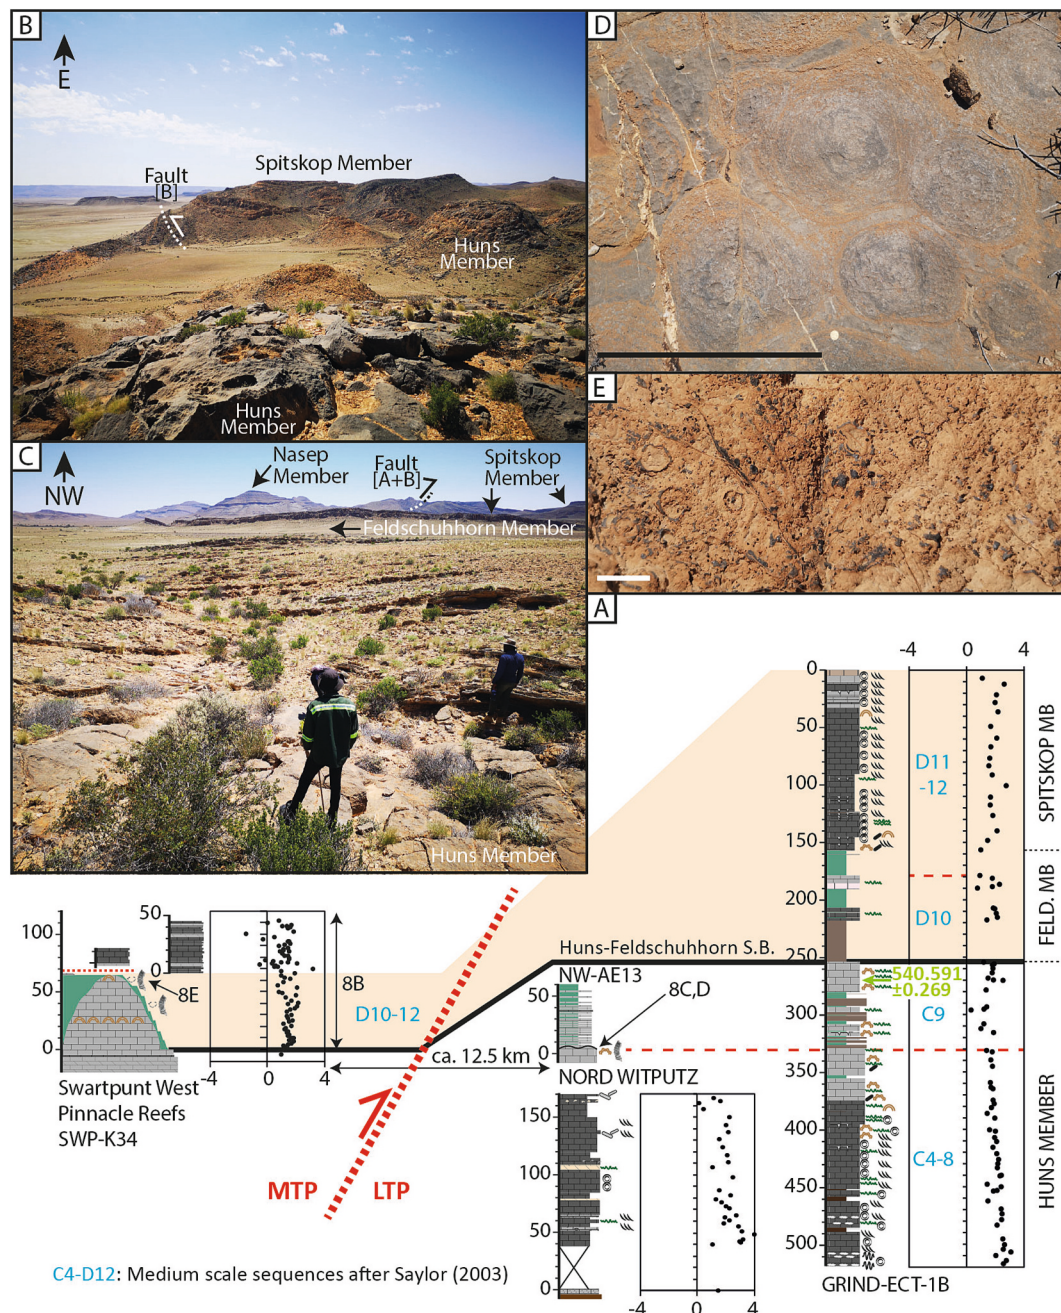 B
E
Spitskop Member
Fault
[B]
Huns
Member
Huns
Member
D
E
C
NW
Nasep
Member
Fault
[A+B]
Spitskop
Member
Feldschuhhorn Member
Huns Member
A
-4
0
4
0
50
100
150
200
250
300
350
400
450
500
D11
-12
D10
C9
C4-8
540.591
±0.269
SPITSKOP MB
FELD. MB
HUNS MEMBER
GRIND-ECT-1B
Huns-Feldschuhhorn S.B.
NW-AE13
50
0
8C,D
NORD WITPUTZ
150
100
50
0
-4
0
4
100
50
0
50
0
8E
8B
D10-12
-4
0
4
ca. 12.5 km
Swartpunt West
Pinnacle Reefs
SWP-K34
MTP
LTP
C4-D12: Medium scale sequences after Saylor (2003)